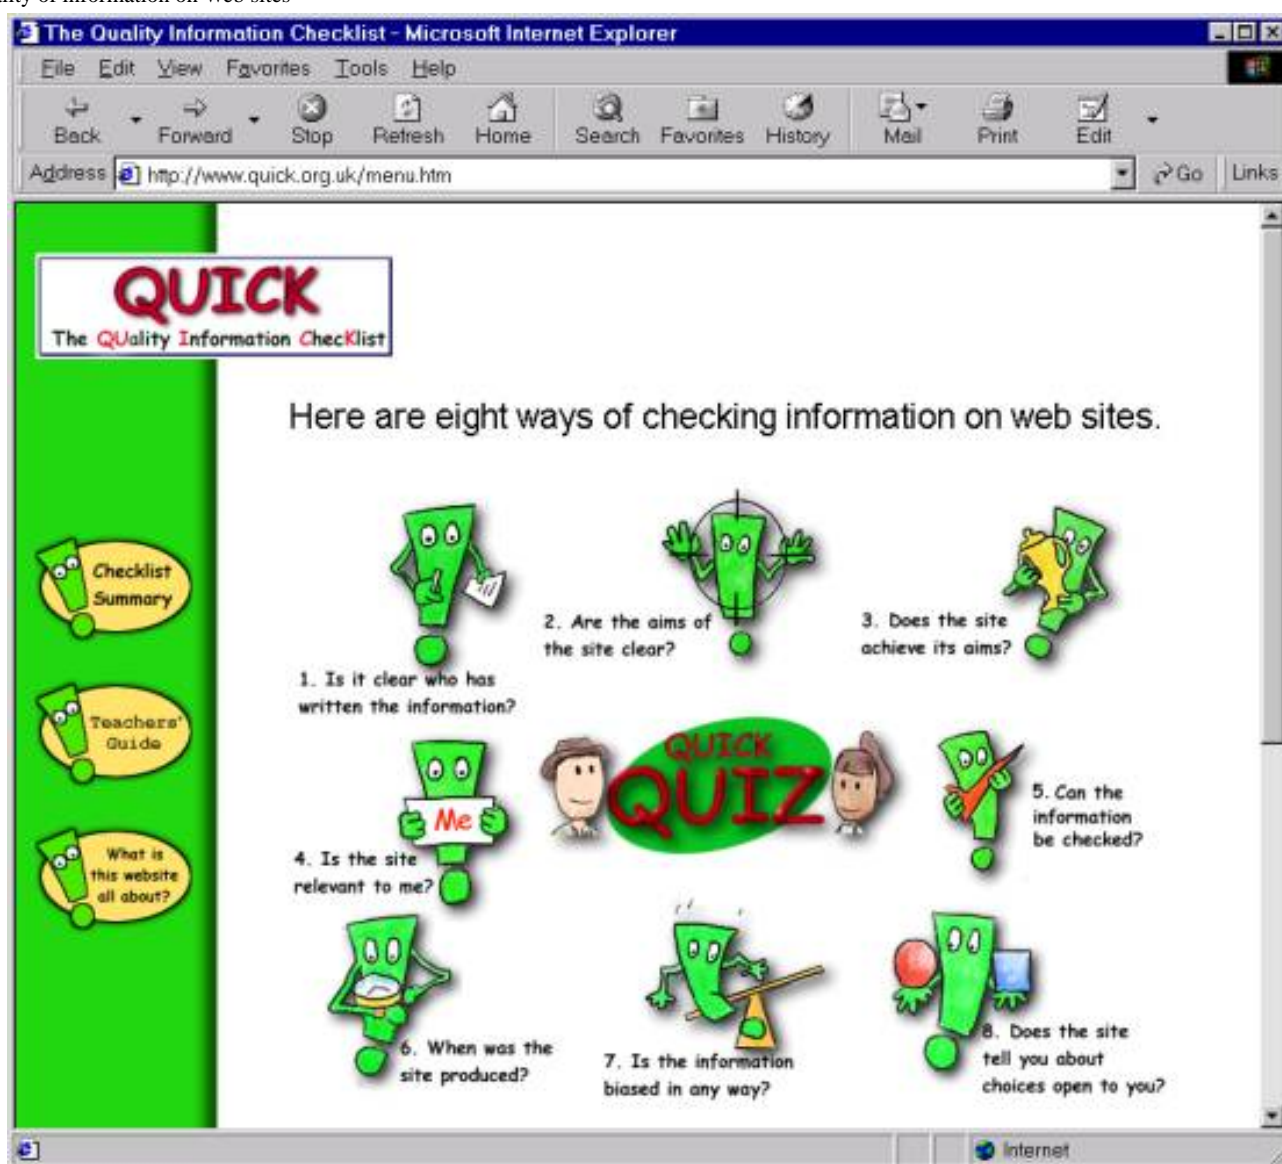 of information on Web sites
The Quality Information Checklist - Microsoft Internet Explorer
File Edit View Favorites Tools Help
Back Forward Stop Refresh Home Search Favorites History Mail Print Edit
Address http://www.quick.org.uk/menu.htm Go Links
QUICK
The QUality Information ChecKlist
Here are eight ways of checking information on web sites.
Checklist
Summary
Teachers'
Guide
What is
this website
all about?
1. Is it clear who has
written the information?
2. Are the aims of
the site clear?
3. Does the site
achieve its aims?
Me
4. Is the site
relevant to me?
QUICK
QUIZ
5. Can the
information
be checked?
6. When was the
site produced?
7. Is the information
biased in any way?
8. Does the site
tell you about
choices open to you?
Internet